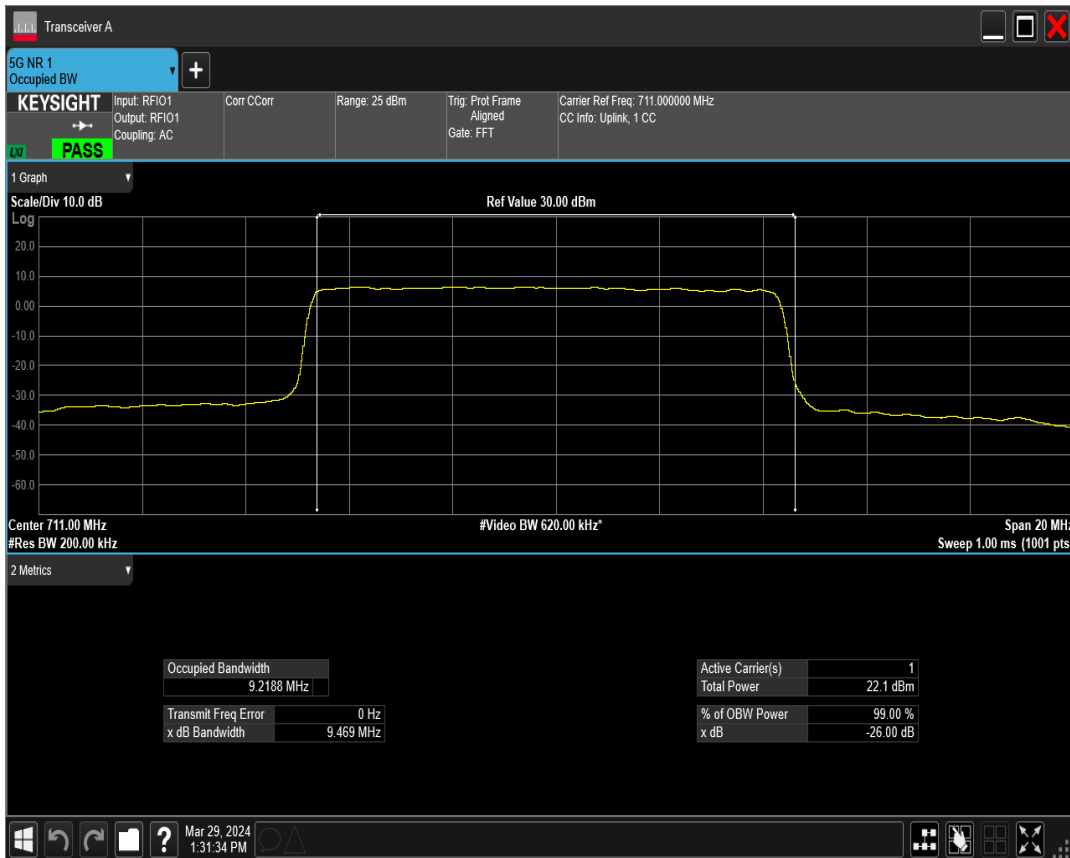 Transceiver A
5G NR 1
Occupied BW
+
KEYSIGHT
LXI
PASS
Input: RFIO1
Output: RFIO1
Coupling: AC
Corr CCorr
Range: 25 dBm
Trig: Prot Frame
Aligned
Gate: FFT
Carrier Ref Freq: 711.000000 MHz
CC Info: Uplink, 1 CC
1 Graph
Scale/Div 10.0 dB
Ref Value 30.00 dBm
Log
20.0
10.0
0.00
-10.0
-20.0
-30.0
-40.0
-50.0
-60.0
Center 711.00 MHz
#Video BW 620.00 kHz*
Span 20 MHz
#Res BW 200.00 kHz
Sweep 1.00 ms (1001 pts
2 Metrics
Occupied Bandwidth
9.2188 MHz
Transmit Freq Error 0 Hz
x dB Bandwidth 9.469 MHz
Active Carrier(s) 1
Total Power 22.1 dBm
% of OBW Power 99.00 %
x dB -26.00 dB
?
Mar 29, 2024
1:31:34 PM